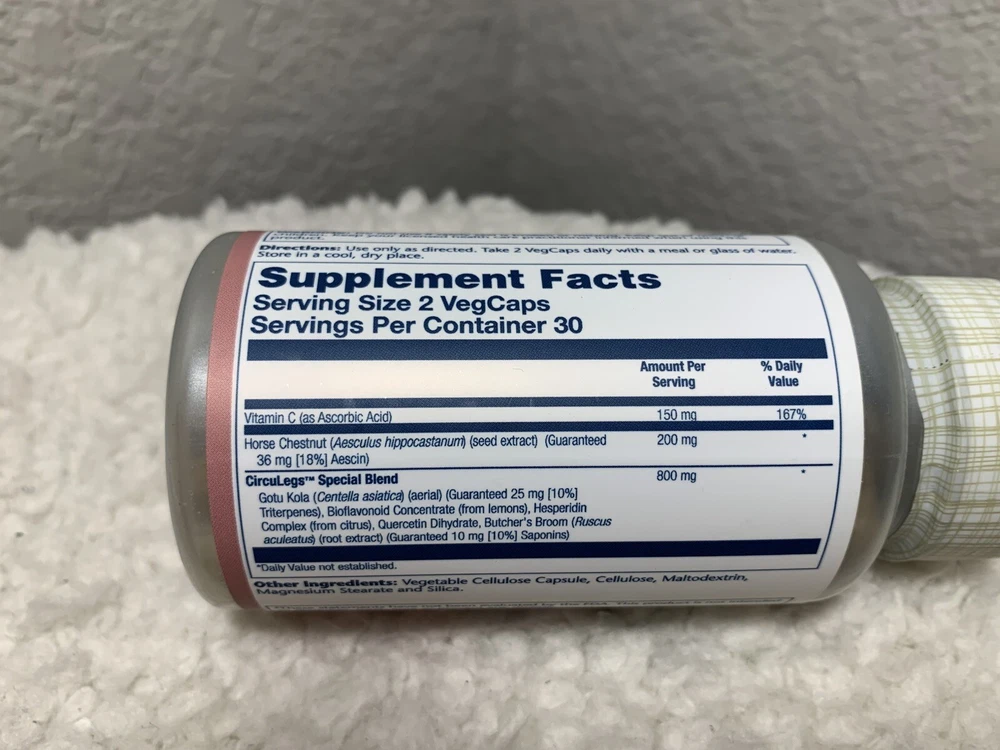 product.
Directions: Use only as directed. Take 2 VegCaps daily with a meal or glass of water.
Store in a cool, dry place.
Supplement Facts
Serving Size 2 VegCaps
Servings Per Container 30
Amount Per Serving % Daily Value
Vitamin C (as Ascorbic Acid) 150 mg 167%
Horse Chestnut (Aesculus hippocastanum) (seed extract) (Guaranteed 200 mg *
36 mg [18%] Aescin)
CircuLegs™ Special Blend 800 mg *
Gotu Kola (Centella asiatica) (aerial) (Guaranteed 25 mg [10%]
Triterpenes), Bioflavonoid Concentrate (from lemons), Hesperidin
Complex (from citrus), Quercetin Dihydrate, Butcher's Broom (Ruscus
aculeatus) (root extract) (Guaranteed 10 mg [10%] Saponins)
*Daily Value not established.
Other Ingredients: Vegetable Cellulose Capsule, Cellulose, Maltodextrin,
Magnesium Stearate and Silica.